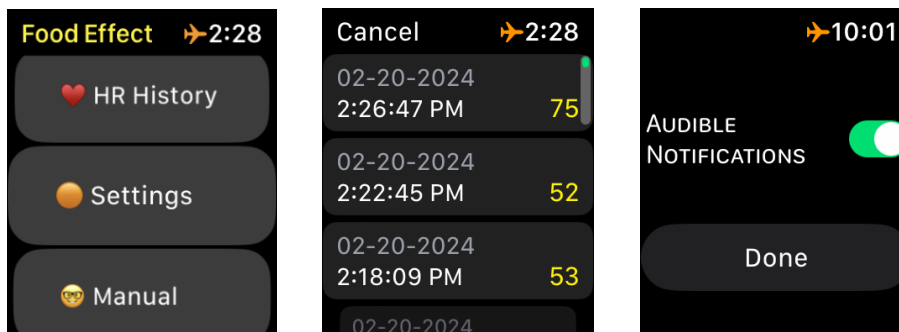 Food Effect 2:28
HR History
Settings
Manual
Cancel 2:28
02-20-2024
2:26:47 PM 75
02-20-2024
2:22:45 PM 52
02-20-2024
2:18:09 PM 53
02-20-2024
10:01
AUDIBLE
NOTIFICATIONS
Done